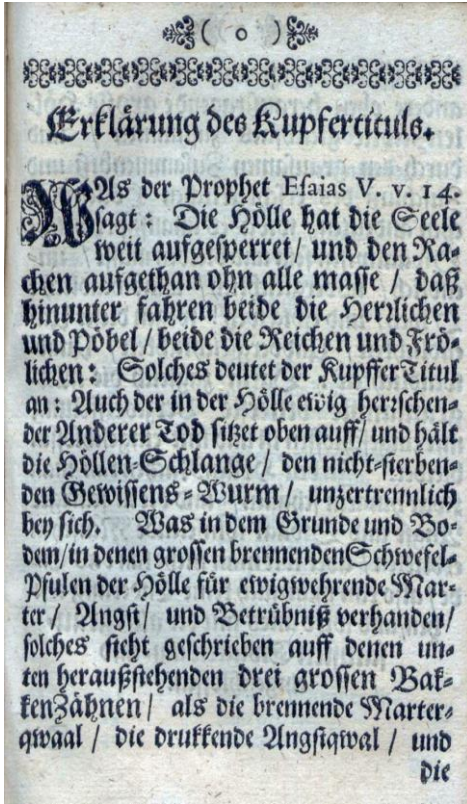 ( o )
Erklärung des Kupfertituls.
WAs der Prophet Esaias V. v. 14.
sagt: Die Hölle hat die Seele
weit aufgesperret/ und den Ra-
chen aufgethan ohn alle masse / daß
hinunter fahren beide die Herrlichen
und Pöbel / beide die Reichen und Frö-
lichen: Solches deutet der Kupffer Titul
an: Auch der in der Hölle ewig herrschen-
der Anderer Tod sitzet oben auff/ und hält
die Höllen-Schlange / den nicht-sterben-
den Gewissens-Wurm / unzertrennlich
bey sich. Was in dem Grunde und Bo-
dem/in denen grossen brennenden Schwefel-
Pfulen der Hölle für ewigwehrende Mar-
ter / Angst / und Betrübniß verhanden/
solches steht geschrieben auff denen un-
ten heraußstehenden drei grossen Bak-
kenZähnen / als die brennende Marter-
qwaal / die drukkende Angstqwal / und
die